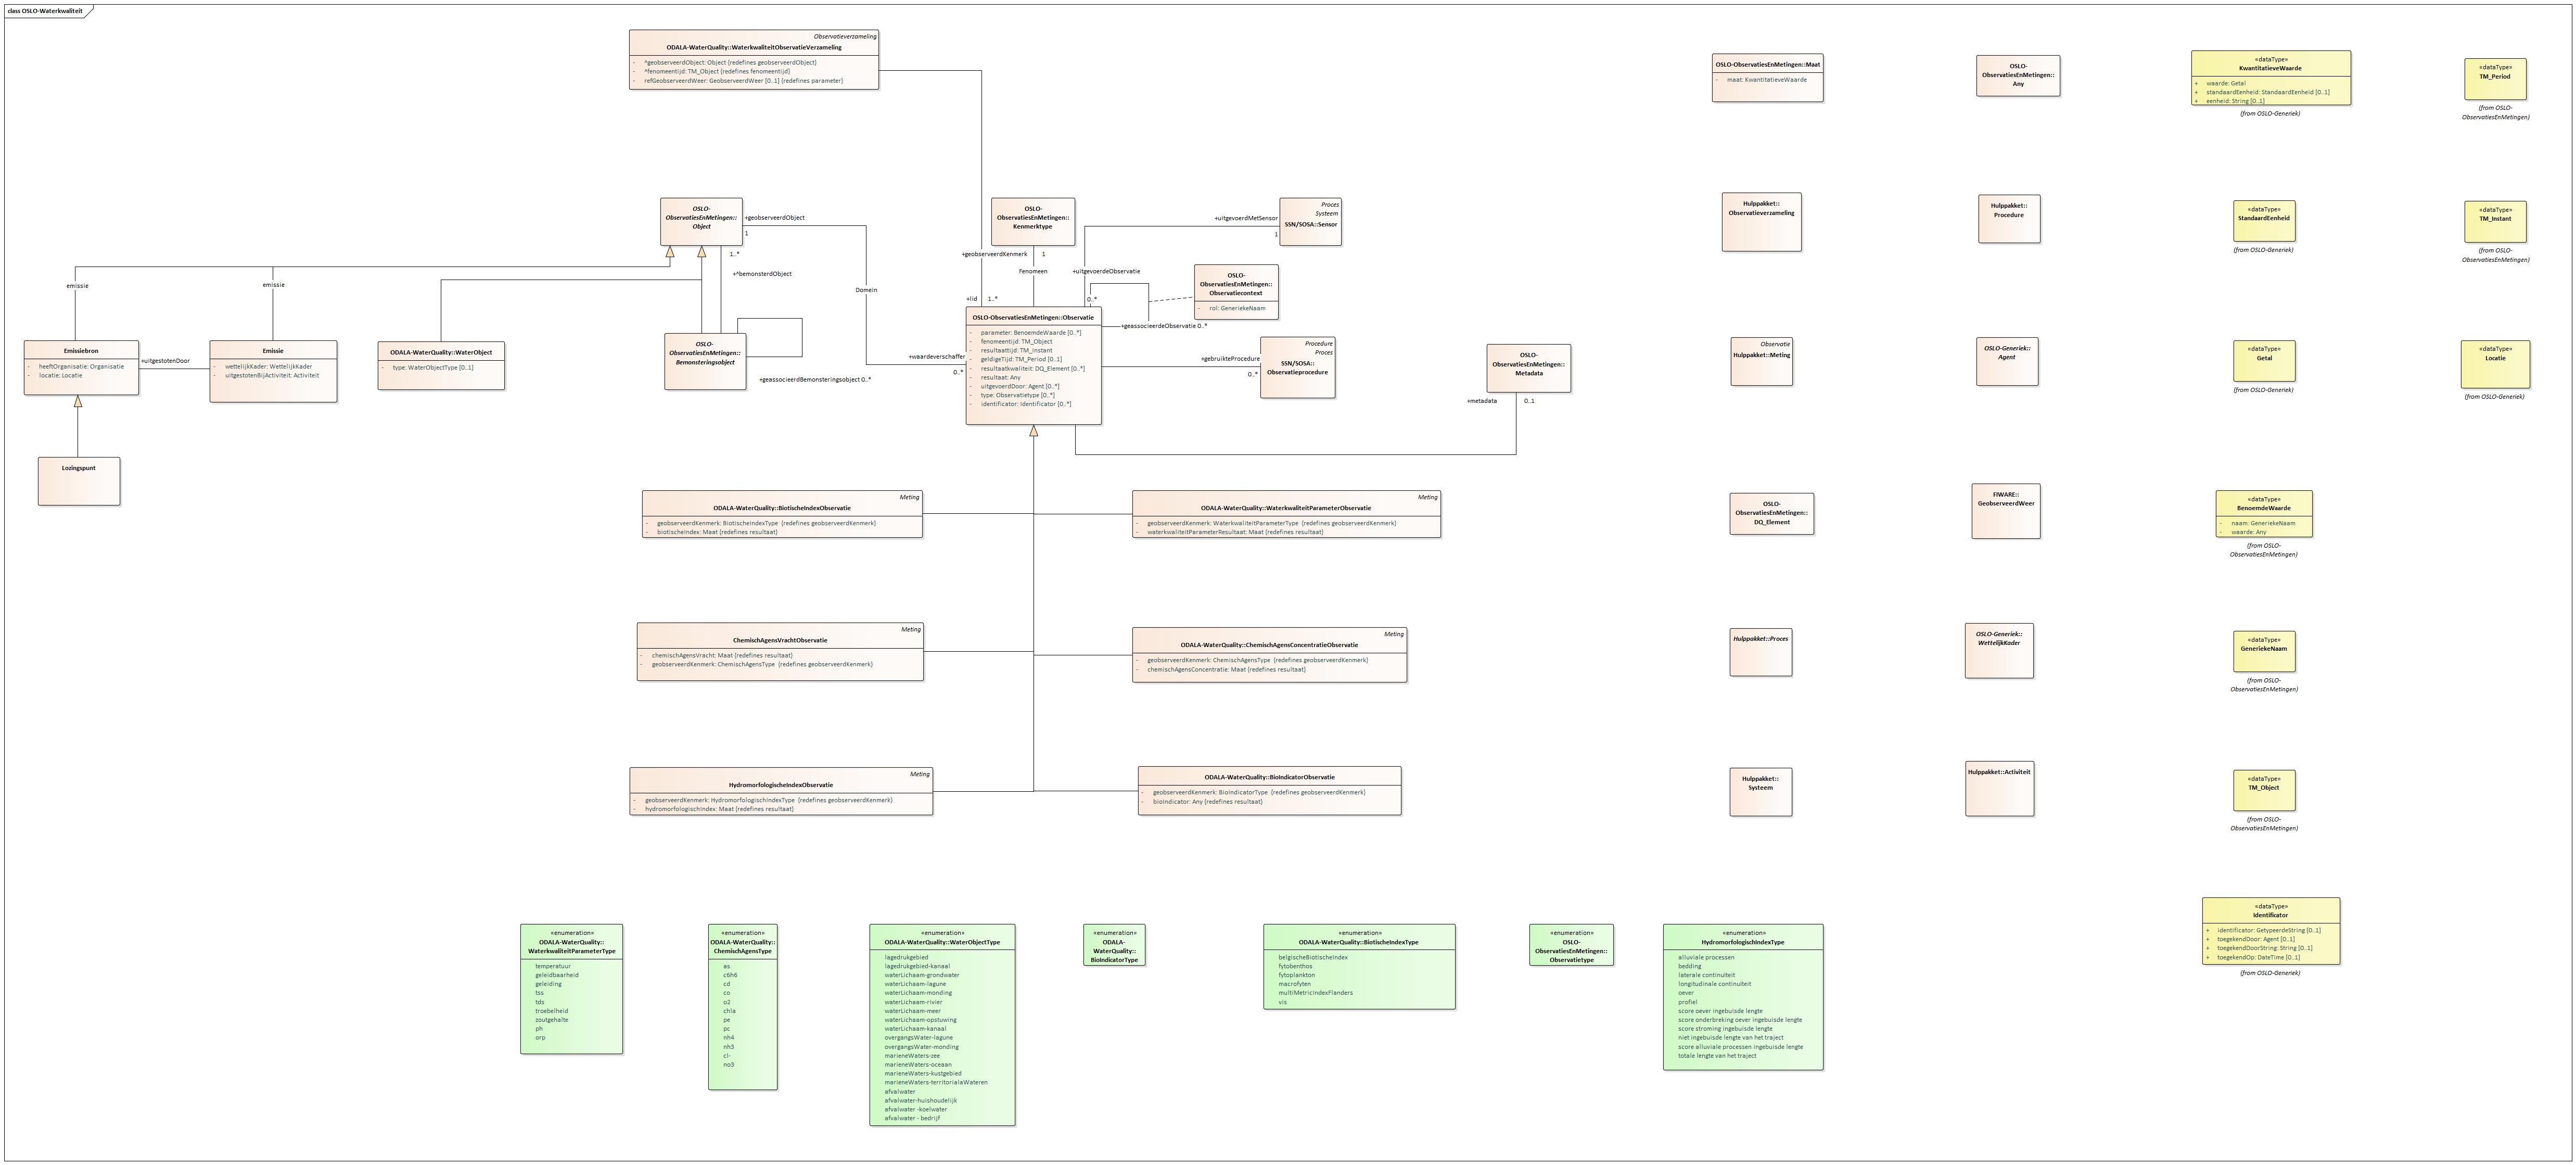 class OSLO-Waterkwaliteit
Observatieverzameling
ODALA-WaterQuality::WaterkwaliteitObservatieVerzameling
- ^geobserveerdObject: Object {redefines geobserveerdObject}
- ^fenomeentijd: TM_Object {redefines fenomeentijd}
- refGeobserveerdWeer: GeobserveerdWeer [0..1] {redefines parameter}
OSLO-ObservatiesEnMetingen::Maat
- maat: KwantitatieveWaarde
OSLO-
ObservatiesEnMetingen::
Any
«dataType»
KwantitatieveWaarde
+ waarde: Getal
+ standaardEenheid: StandaardEenheid [0..1]
+ eenheid: String [0..1]
(from OSLO-Generiek)
«dataType»
TM_Period
(from OSLO-
ObservatiesEnMetingen)
OSLO-
ObservatiesEnMetingen::
Object
+geobserveerdObject
1
1..*
+^bemonsterdObject
Domein
+geobserveerdKenmerk
+lid
1..*
OSLO-
ObservatiesEnMetingen::
Kenmerktype
1
Fenomeen
Proces
Systeem
SSN/SOSA::Sensor
+uitgevoerdMetSensor
1
+uitgevoerdeObservatie
0..*
OSLO-
ObservatiesEnMetingen::
Observatiecontext
- rol: GeneriekeNaam
+geassocieerdeObservatie 0..*
Hulppakket::
Observatieverzameling
Hulppakket::
Procedure
«dataType»
StandaardEenheid
(from OSLO-Generiek)
«dataType»
TM_Instant
(from OSLO-
ObservatiesEnMetingen)
emissie
emissie
Emissiebron
- heeftOrganisatie: Organisatie
- locatie: Locatie
+uitgestotenDoor
Emissie
- wettelijkKader: WettelijkKader
- uitgestotenBijActiviteit: Activiteit
ODALA-WaterQuality::WaterObject
- type: WaterObjectType [0..1]
OSLO-
ObservatiesEnMetingen::
Bemonsteringsobject
+geassocieerdBemonsteringsobject 0..*
+waardeverschaffer
0..*
OSLO-ObservatiesEnMetingen::Observatie
- parameter: BenoemdeWaarde [0..*]
- fenomeentijd: TM_Object
- resultaattijd: TM_Instant
- geldigeTijd: TM_Period [0..1]
- resultaatkwaliteit: DQ_Element [0..*]
- resultaat: Any
- uitgevoerdDoor: Agent [0..*]
- type: Observatietype [0..*]
- identificator: Identificator [0..*]
+gebruikteProcedure
0..*
Procedure
Proces
SSN/SOSA::
Observatieprocedure
OSLO-
ObservatiesEnMetingen::
Metadata
+metadata
0..1
Observatie
Hulppakket::Meting
OSLO-Generiek::
Agent
«dataType»
Getal
(from OSLO-Generiek)
«dataType»
Locatie
(from OSLO-Generiek)
Lozingspunt
Meting
ODALA-WaterQuality::BiotischeIndexObservatie
- geobserveerdKenmerk: BiotischeIndexType {redefines geobserveerdKenmerk}
- biotischeIndex: Maat {redefines resultaat}
Meting
ODALA-WaterQuality::WaterkwaliteitParameterObservatie
- geobserveerdKenmerk: WaterkwaliteitParameterType {redefines geobserveerdKenmerk}
- waterkwaliteitParameterResultaat: Maat {redefines resultaat}
OSLO-
ObservatiesEnMetingen::
DQ_Element
FIWARE::
GeobserveerdWeer
«dataType»
BenoemdeWaarde
- naam: GeneriekeNaam
- waarde: Any
(from OSLO-
ObservatiesEnMetingen)
Meting
ChemischAgensVrachtObservatie
- chemischAgensVracht: Maat {redefines resultaat}
- geobserveerdKenmerk: ChemischAgensType {redefines geobserveerdKenmerk}
Meting
ODALA-WaterQuality::ChemischAgensConcentratieObservatie
- geobserveerdKenmerk: ChemischAgensType {redefines geobserveerdKenmerk}
- chemischAgensConcentratie: Maat {redefines resultaat}
Hulppakket::Proces
OSLO-Generiek::
WettelijkKader
«dataType»
GeneriekeNaam
(from OSLO-
ObservatiesEnMetingen)
Meting
HydromorfologischeIndexObservatie
- geobserveerdKenmerk: HydromorfologischIndexType {redefines geobserveerdKenmerk}
- hydromorfologischIndex: Maat {redefines resultaat}
ODALA-WaterQuality::BioIndicatorObservatie
- geobserveerdKenmerk: BioIndicatorType {redefines geobserveerdKenmerk}
- bioIndicator: Any {redefines resultaat}
Hulppakket::
Systeem
Hulppakket::Activiteit
«dataType»
TM_Object
(from OSLO-
ObservatiesEnMetingen)
«enumeration»
ODALA-WaterQuality::
WaterkwaliteitParameterType
temperatuur
geleidbaarheid
geleiding
tss
tds
troebelheid
zoutgehalte
ph
orp
«enumeration»
ODALA-WaterQuality::
ChemischAgensType
as
c6h6
cd
co
o2
chla
pe
pc
nh4
nh3
cl-
no3
«enumeration»
ODALA-WaterQuality::WaterObjectType
lagedrukgebied
lagedrukgebied-kanaal
waterLichaam-grondwater
waterLichaam-lagune
waterLichaam-monding
waterLichaam-rivier
waterLichaam-meer
waterLichaam-opstuwing
waterLichaam-kanaal
overgangsWater-lagune
overgangsWater-monding
marieneWaters-zee
marieneWaters-oceaan
marieneWaters-kustgebied
marieneWaters-territorialaWateren
afvalwater
afvalwater-huishoudelijk
afvalwater -koelwater
afvalwater - bedrijf
«enumeration»
ODALA-
WaterQuality::
BioIndicatorType
«enumeration»
ODALA-WaterQuality::BiotischeIndexType
belgischeBiotischeIndex
fytobenthos
fytoplankton
macrofyten
multiMetricIndexFlanders
vis
«enumeration»
OSLO-
ObservatiesEnMetingen::
Observatietype
«enumeration»
HydromorfologischIndexType
alluviale processen
bedding
laterale continuïteit
longitudinale continuiteit
oever
profiel
score oever ingebuisde lengte
score onderbreking oever ingebuisde lengte
score stroming ingebuisde lengte
niet ingebuisde lengte van het traject
score alluviale processen ingebuisde lengte
totale lengte van het traject
«dataType»
Identificator
+ identificator: GetypeerdeString [0..1]
+ toegekendDoor: Agent [0..1]
+ toegekendDoorString: String [0..1]
+ toegekendOp: DateTime [0..1]
(from OSLO-Generiek)